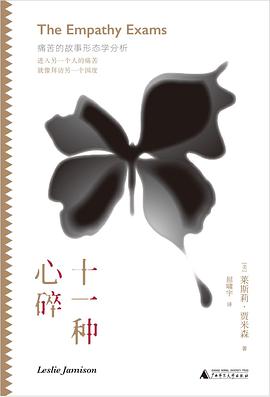 The Empathy Exams
痛苦的故事形态学分析
进入另一个人的痛苦
就像拜访另一个国度
十一种
心碎
[美] 莱斯莉·贾米森 著
屈啸宇 译
Leslie Jamison
广西师范大学出版社